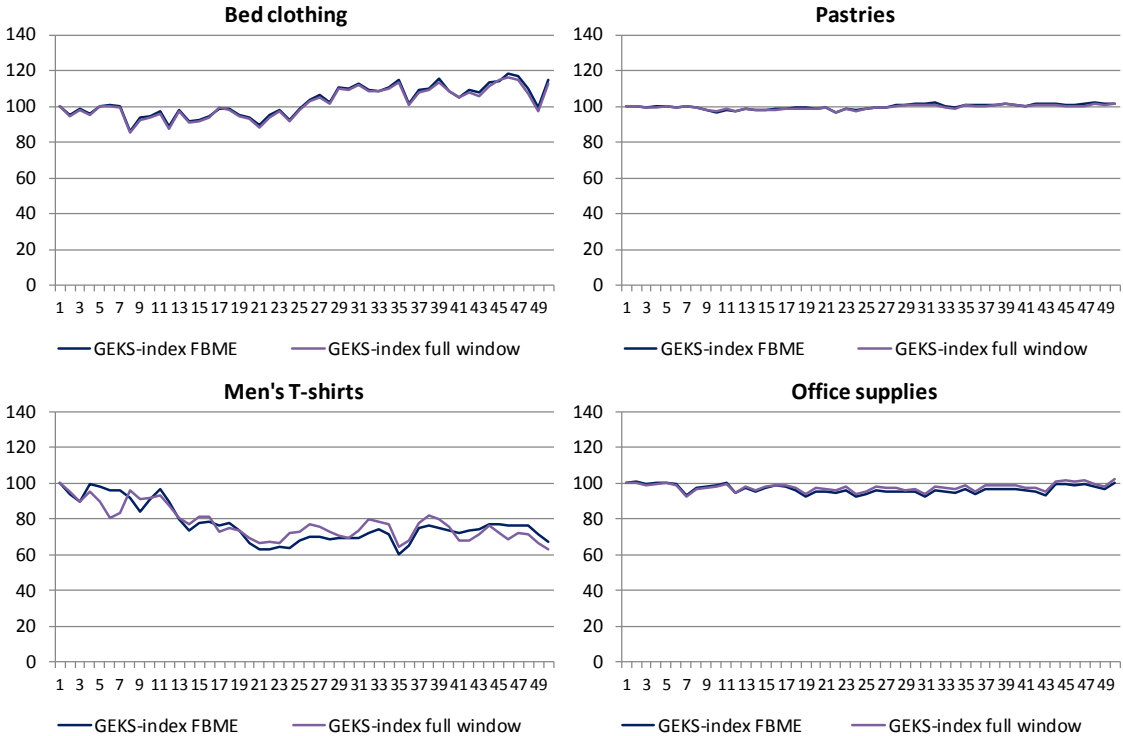 Bed clothing
140
120
100
80
60
40
20
0
1 3 5 7 9 11 13 15 17 19 21 23 25 27 29 31 33 35 37 39 41 43 45 47 49
GEKS-index FBME GEKS-index full window
Pastries
140
120
100
80
60
40
20
0
1 3 5 7 9 11 13 15 17 19 21 23 25 27 29 31 33 35 37 39 41 43 45 47 49
GEKS-index FBME GEKS-index full window
Men's T-shirts
140
120
100
80
60
40
20
0
1 3 5 7 9 11 13 15 17 19 21 23 25 27 29 31 33 35 37 39 41 43 45 47 49
GEKS-index FBME GEKS-index full window
Office supplies
140
120
100
80
60
40
20
0
1 3 5 7 9 11 13 15 17 19 21 23 25 27 29 31 33 35 37 39 41 43 45 47 49
GEKS-index FBME GEKS-index full window